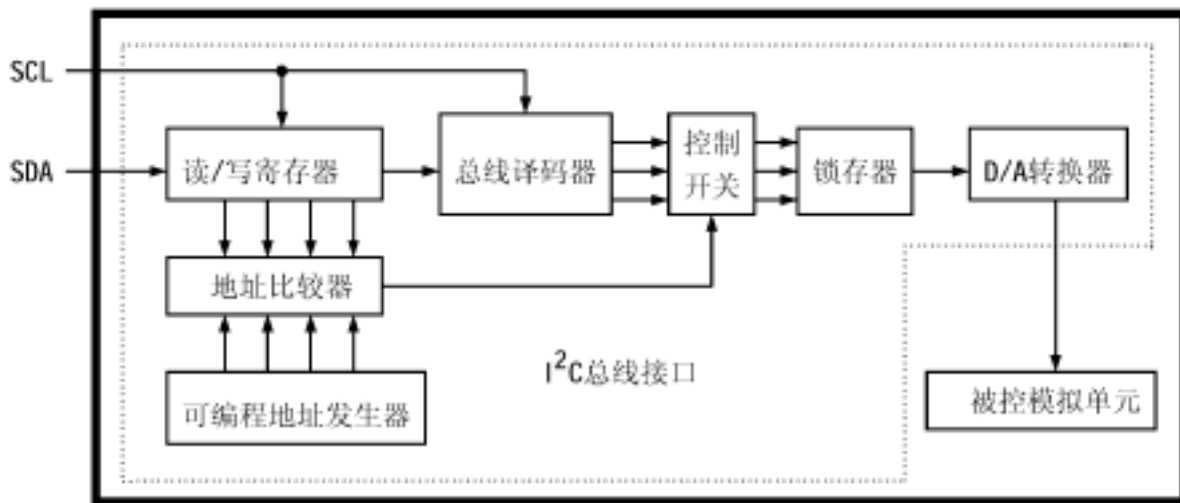 SCL
SDA
读/写寄存器
总线译码器
控制
开关
锁存器
D/A转换器
地址比较器
I²C总线接口
可编程地址发生器
被控模拟单元